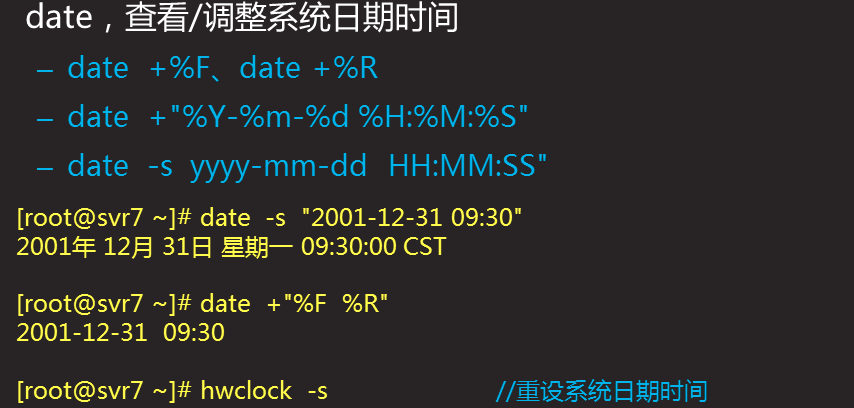 date，查看/调整系统日期时间
– date +%F、date +%R
– date +"%Y-%m-%d %H:%M:%S"
– date -s yyyy-mm-dd HH:MM:SS"
[root@svr7 ~]# date -s "2001-12-31 09:30"
2001年 12月 31日 星期一 09:30:00 CST
[root@svr7 ~]# date +"%F %R"
2001-12-31 09:30
[root@svr7 ~]# hwclock -s //重设系统日期时间